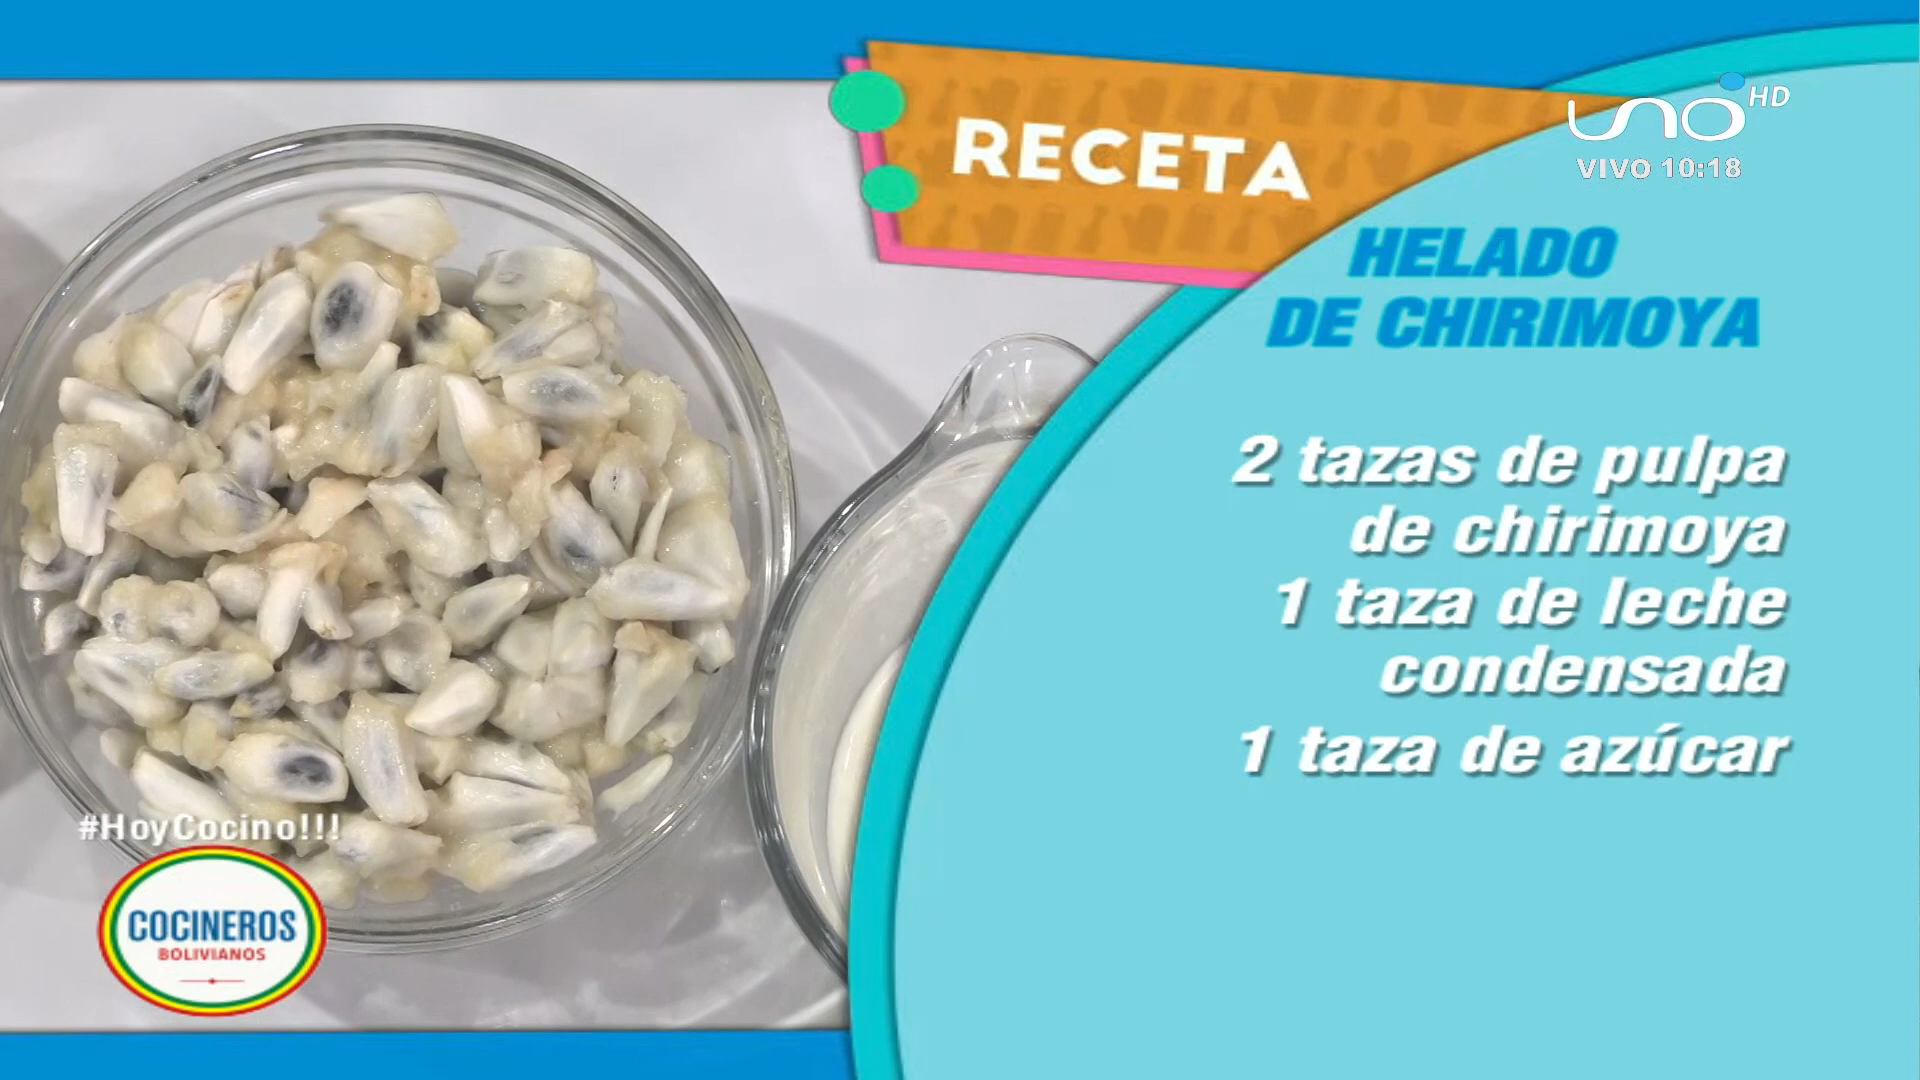 RECETA
UNO HD
VIVO 10:18
HELADO
DE CHIRIMOYA
2 tazas de pulpa
de chirimoya
1 taza de leche
condensada
1 taza de azúcar
#HoyCocino!!!
COCINEROS
BOLIVIANOS